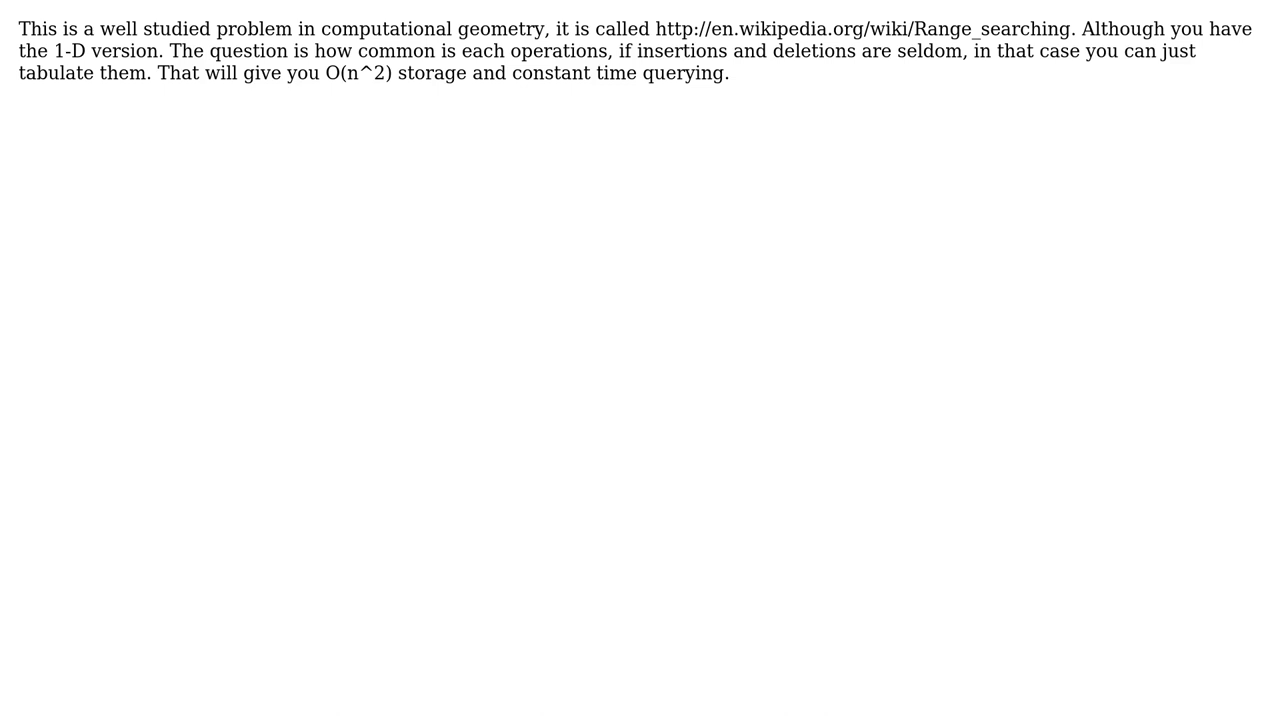 This is a well studied problem in computational geometry, it is called http://en.wikipedia.org/wiki/Range_searching. Although you have
the 1-D version. The question is how common is each operations, if insertions and deletions are seldom, in that case you can just
tabulate them. That will give you O(n^2) storage and constant time querying.